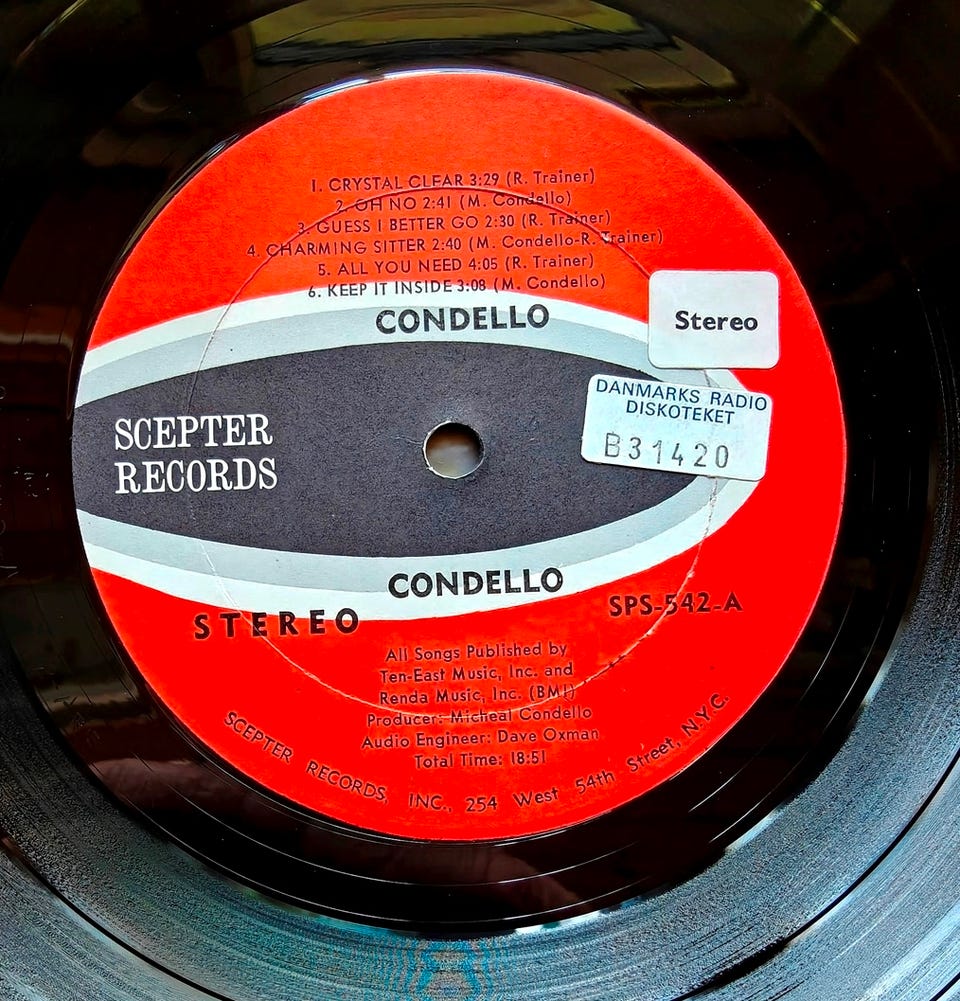 1. CRYSTAL CLEAR 3:29 (R. Trainer)
2. OH NO 2:41 (M. Condello)
3. GUESS I BETTER GO 2:30 (R. Trainer)
4. CHARMING SITTER 2:40 (M. Condello-R. Trainer)
5. ALL YOU NEED 4:05 (R. Trainer)
6. KEEP IT INSIDE 3:08 (M. Condello)
CONDELLO
Stereo
DANMARKS RADIO
DISKOTEKET
B31420
SCEPTER
RECORDS
CONDELLO
STEREO
SPS-542-A
All Songs Published by
Ten-East Music, Inc. and
Renda Music, Inc. (BMI)
Producer: Micheal Condello
Audio Engineer: Dave Oxman
Total Time: 18:51
SCEPTER RECORDS, INC., 254 West 54th Street, N.Y.C.